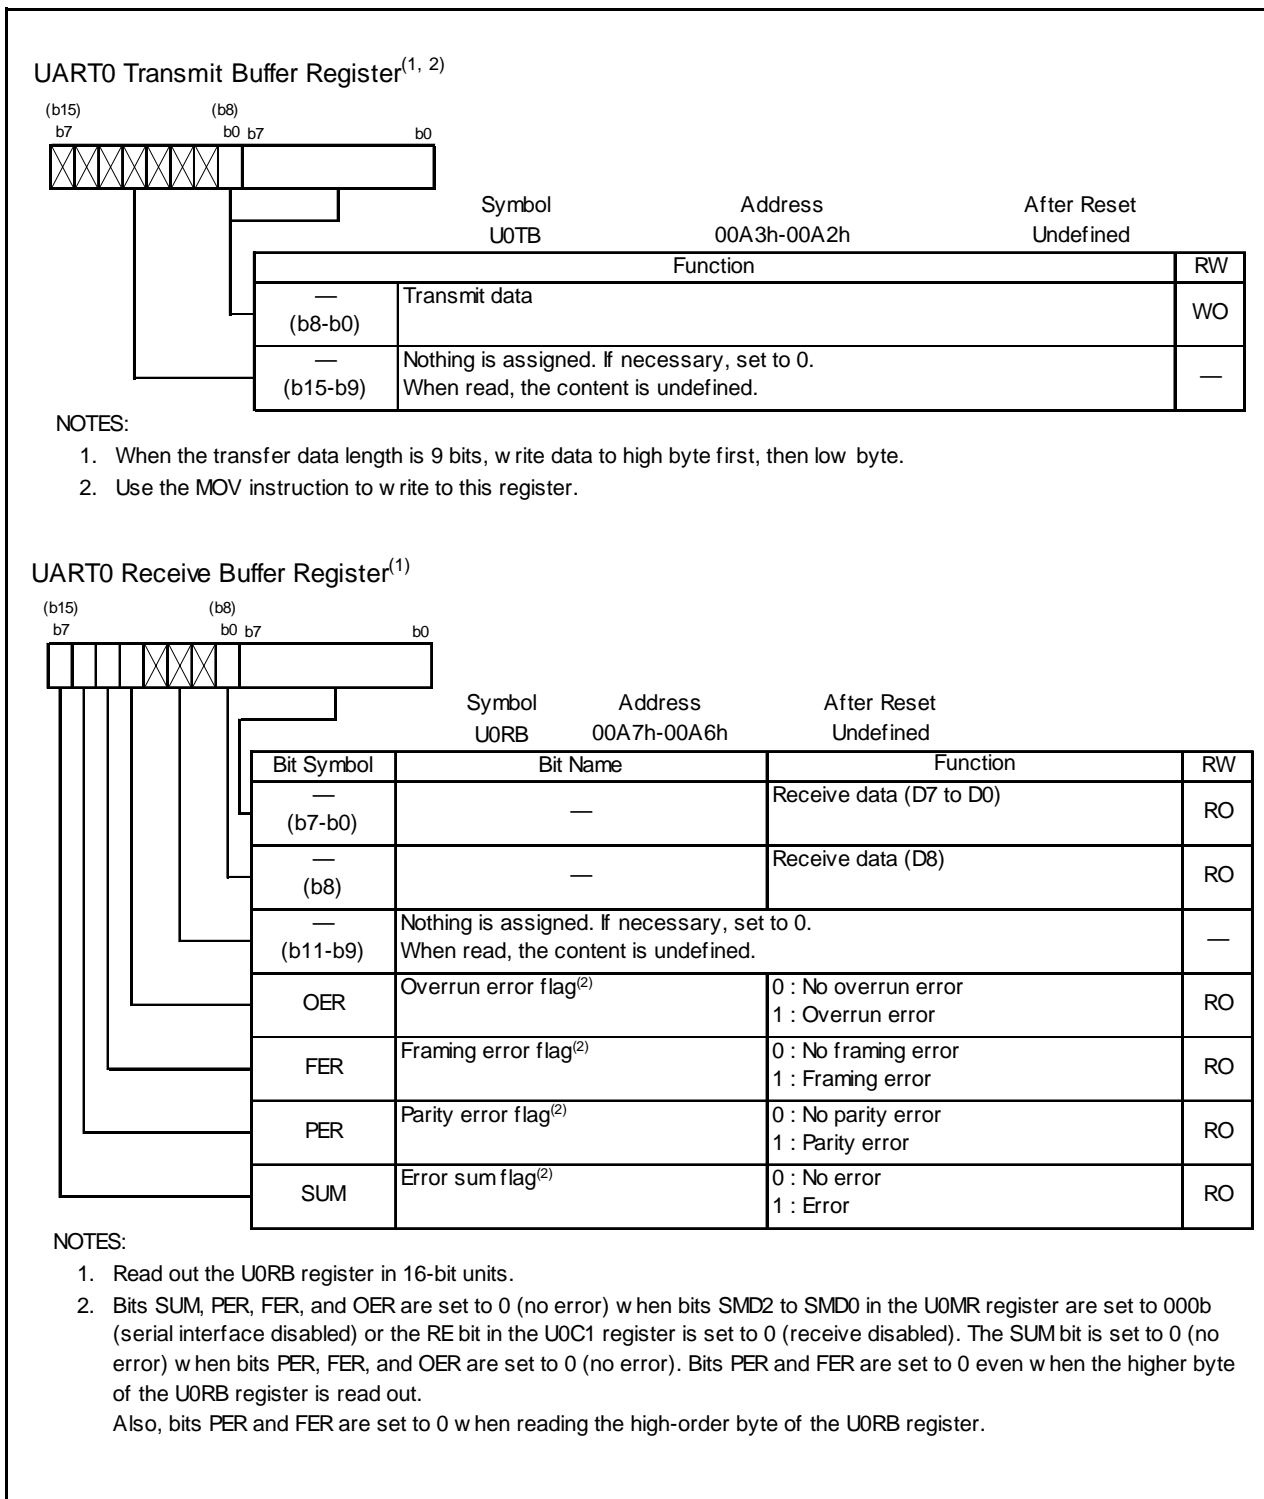 UART0 Transmit Buffer Register(1, 2)
(b15) (b8)
b7 b0 b7 b0
Symbol Address After Reset
U0TB 00A3h-00A2h Undefined
Function RW
— Transmit data
(b8-b0) WO
— Nothing is assigned. If necessary, set to 0.
(b15-b9) When read, the content is undefined. —
NOTES:
1. When the transfer data length is 9 bits, write data to high byte first, then low byte.
2. Use the MOV instruction to write to this register.
UART0 Receive Buffer Register(1)
(b15) (b8)
b7 b0 b7 b0
Symbol Address After Reset
U0RB 00A7h-00A6h Undefined
Bit Symbol Bit Name Function RW
— — Receive data (D7 to D0) RO
(b7-b0)
— — Receive data (D8) RO
(b8)
— Nothing is assigned. If necessary, set to 0.
(b11-b9) When read, the content is undefined. —
OER Overrun error flag(2) 0 : No overrun error RO
1 : Overrun error
FER Framing error flag(2) 0 : No framing error RO
1 : Framing error
PER Parity error flag(2) 0 : No parity error RO
1 : Parity error
SUM Error sum flag(2) 0 : No error RO
1 : Error
NOTES:
1. Read out the U0RB register in 16-bit units.
2. Bits SUM, PER, FER, and OER are set to 0 (no error) when bits SMD2 to SMD0 in the U0MR register are set to 000b
(serial interface disabled) or the RE bit in the U0C1 register is set to 0 (receive disabled). The SUM bit is set to 0 (no
error) when bits PER, FER, and OER are set to 0 (no error). Bits PER and FER are set to 0 even when the higher byte
of the U0RB register is read out.
Also, bits PER and FER are set to 0 when reading the high-order byte of the U0RB register.